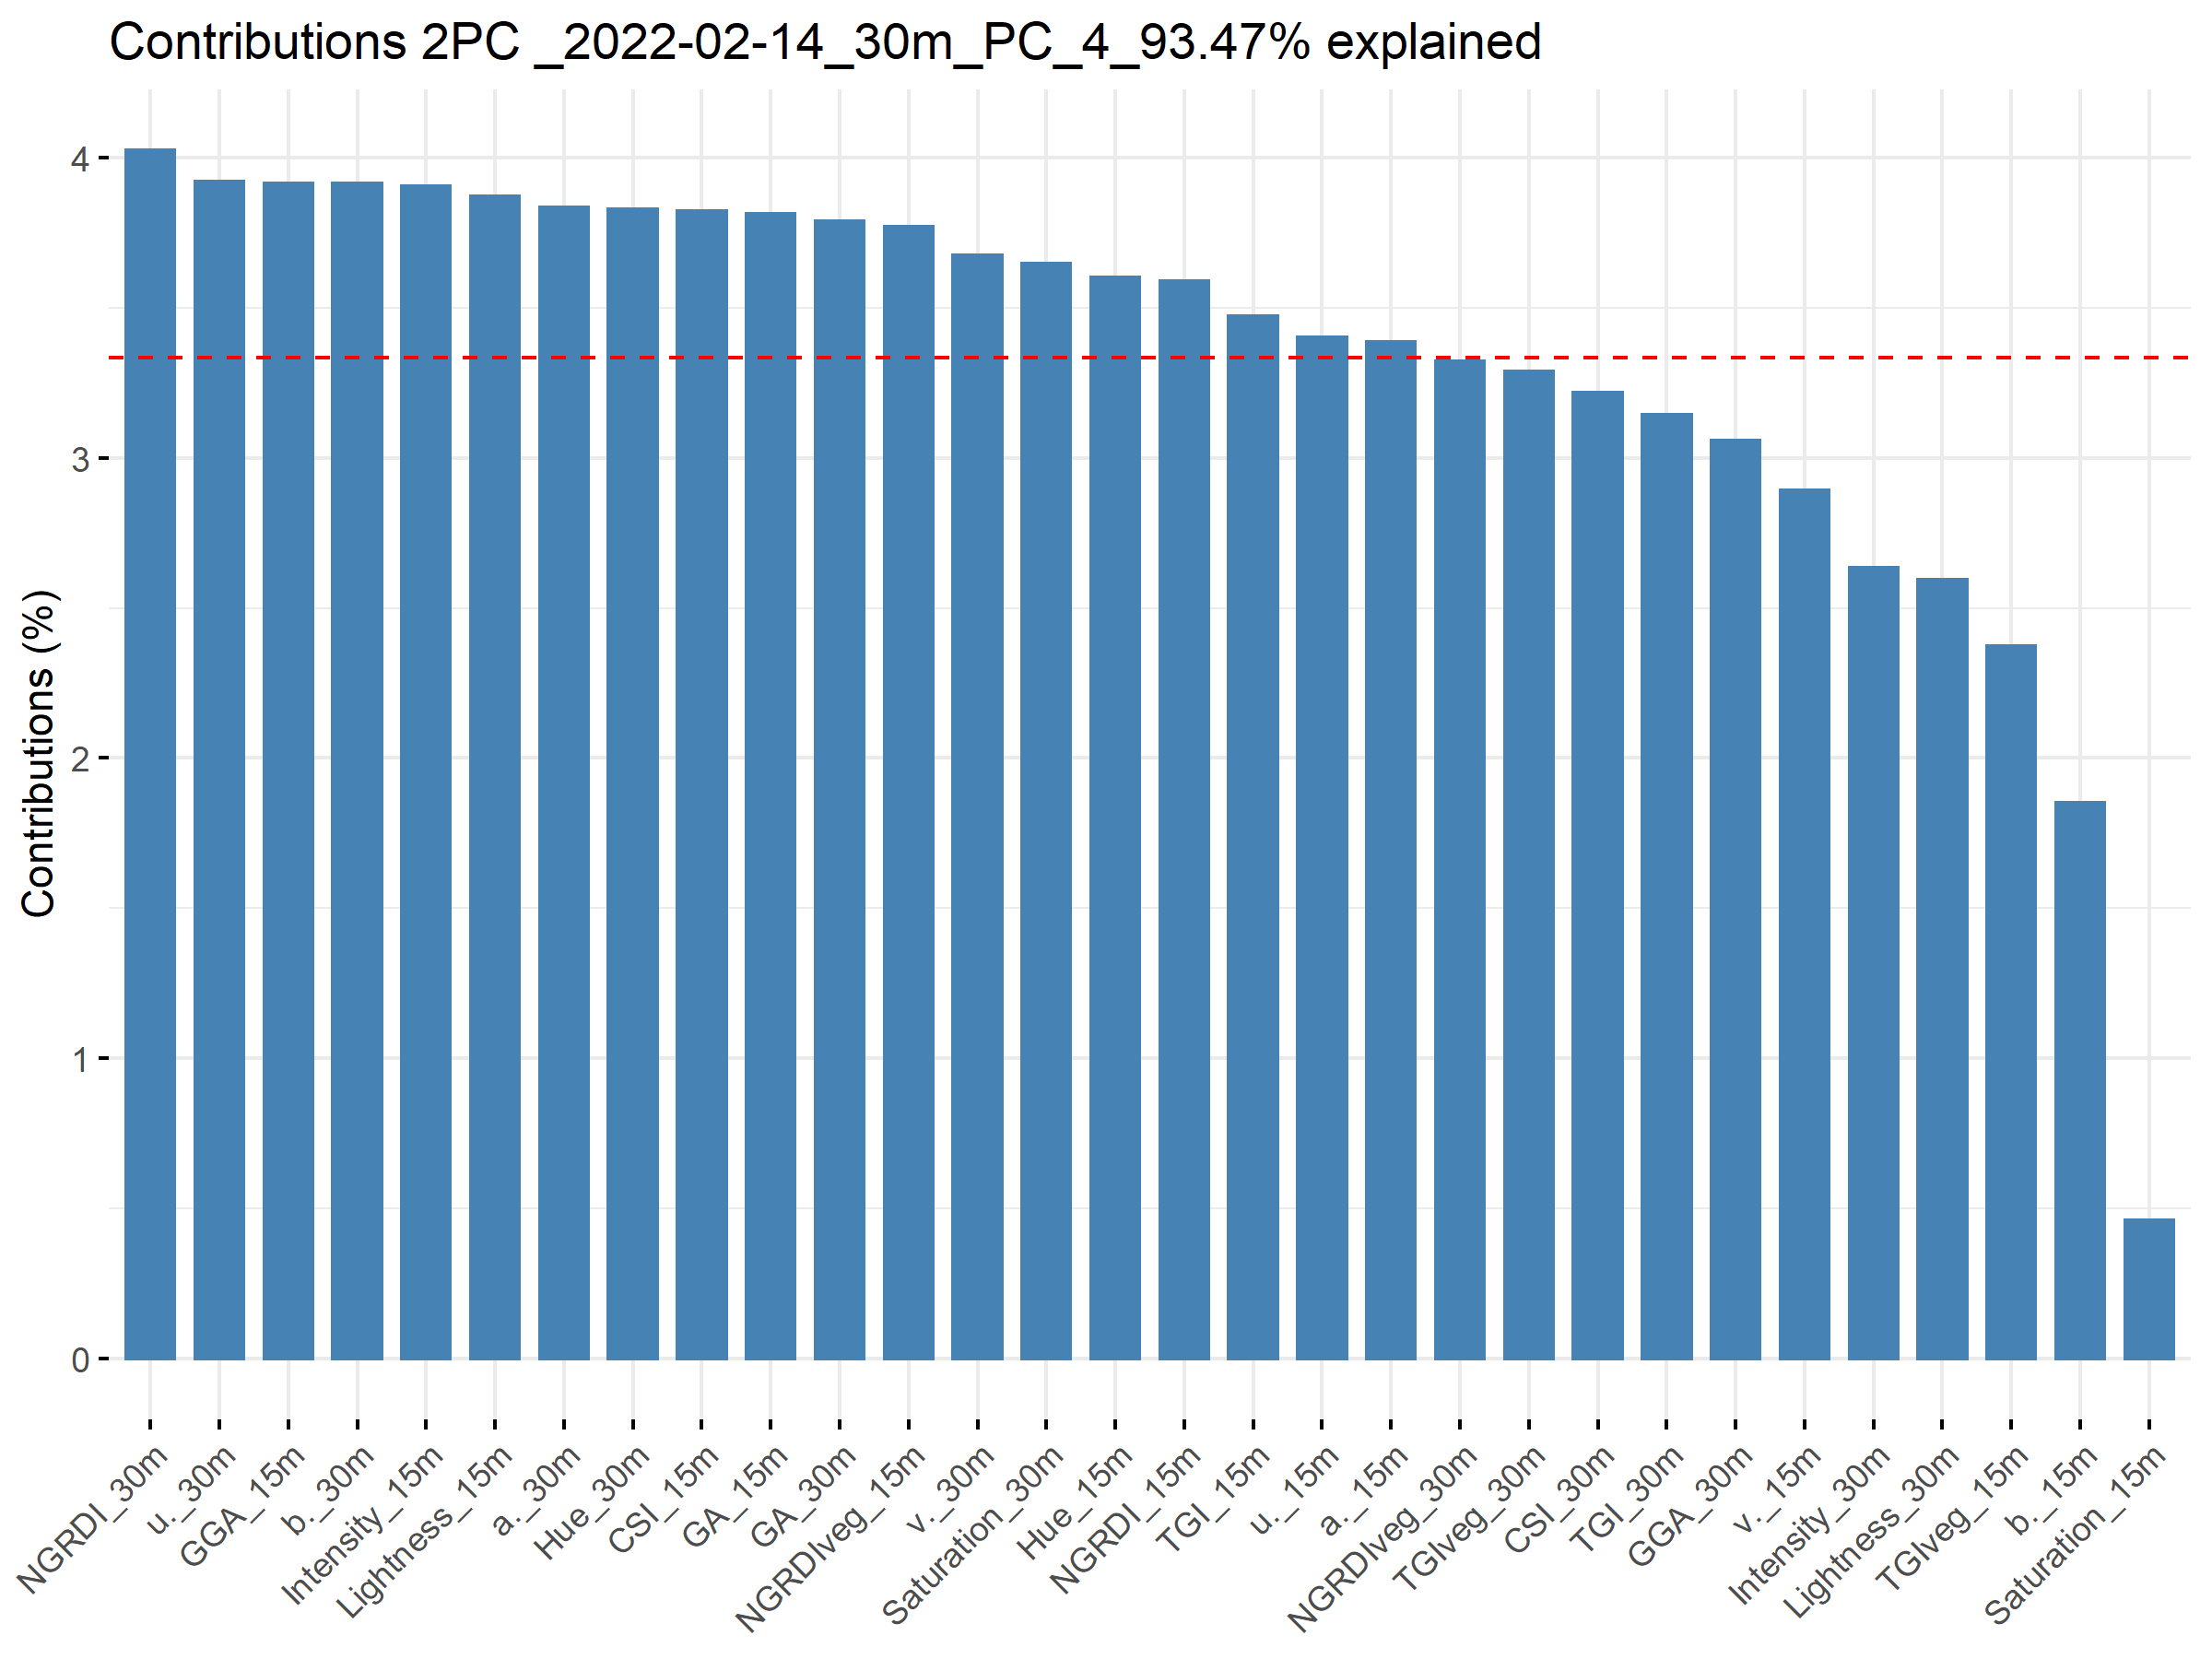 Contributions 2PC _2022-02-14_30m_PC_4_93.47% explained
Contributions (%)
4
3
2
1
0
NGRDI_30m
u._30m
GGA_15m
b._30m
Intensity_15m
Lightness_15m
a._30m
Hue_30m
CSI_15m
GA_15m
GA_30m
NGRDIveg_15m
v._30m
Saturation_30m
Hue_15m
NGRDI_15m
TGI_15m
u._15m
a._15m
NGRDIveg_30m
TGIveg_30m
CSI_30m
TGI_30m
GGA_30m
v._15m
Intensity_30m
Lightness_30m
TGIveg_15m
b._15m
Saturation_15m